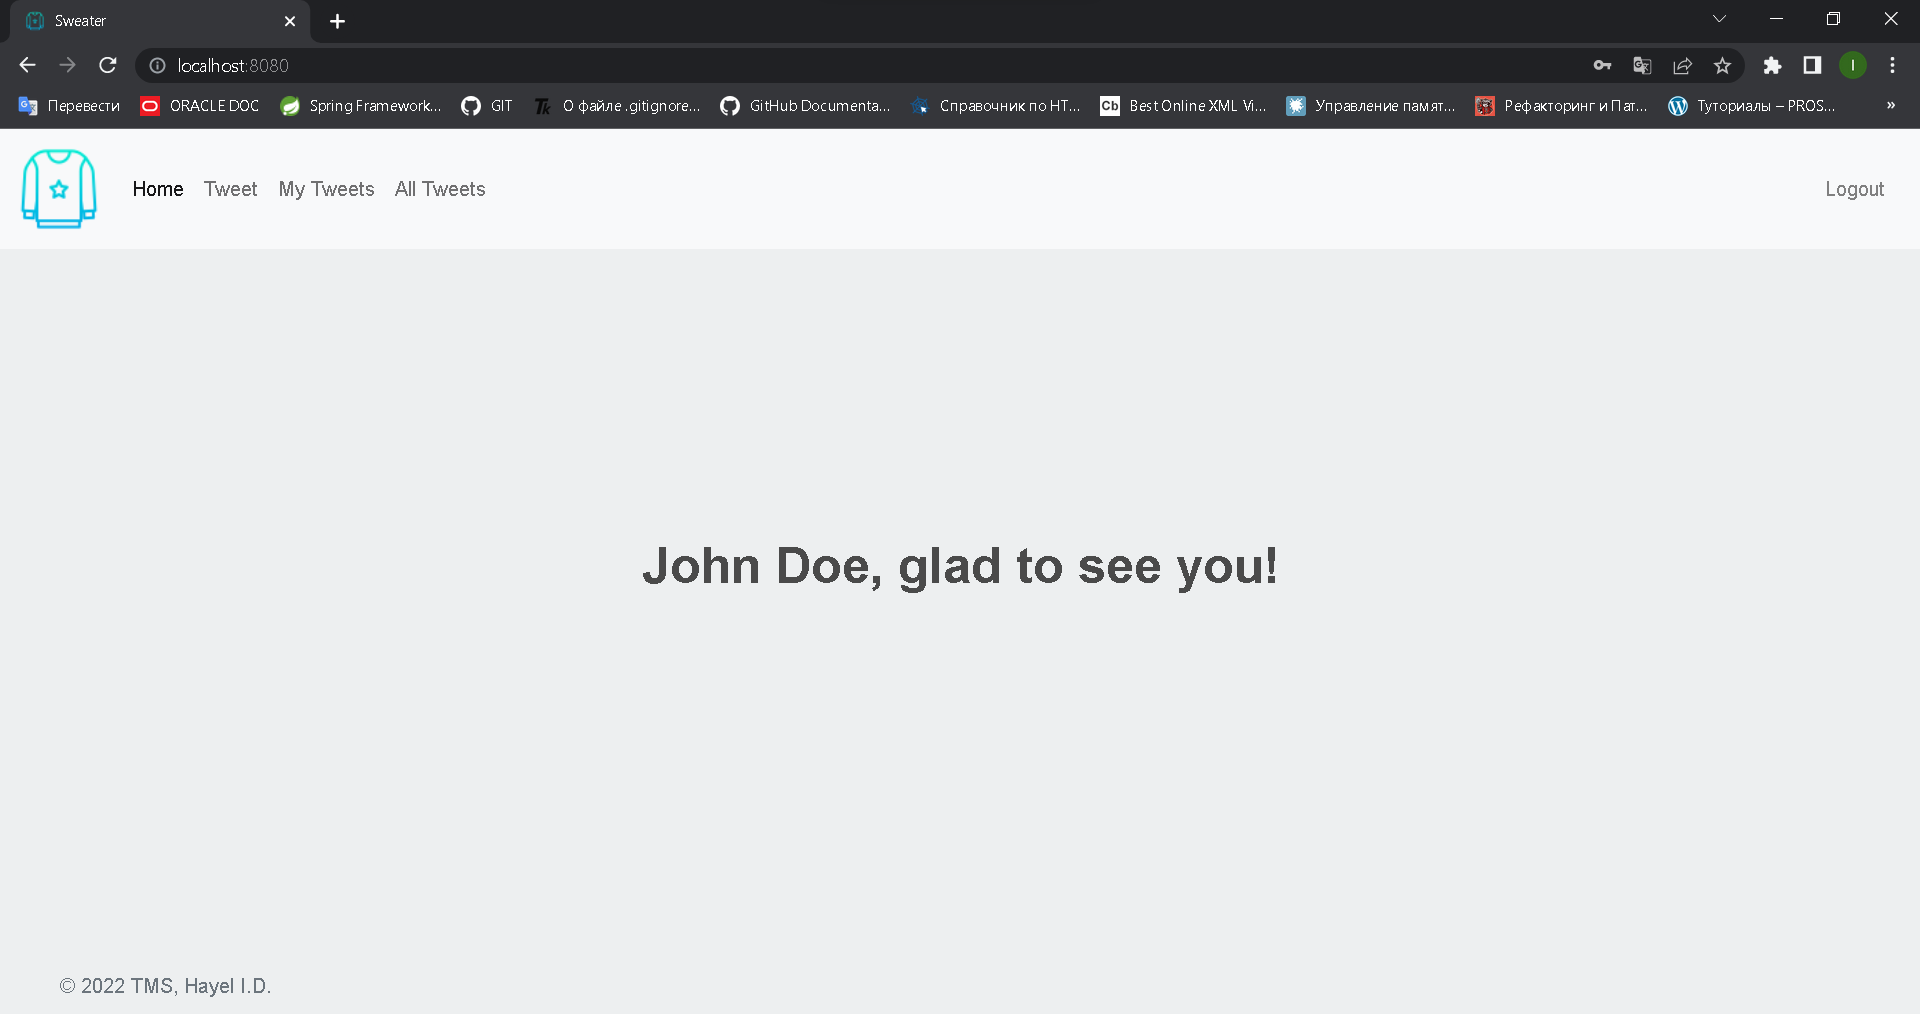 Sweater
localhost:8080
Перевести ORACLE DOC Spring Framework... GIT Tk О файле .gitignore... GitHub Documenta... Справочник по HT... Cb Best Online XML Vi... Управление памят... Рефакторинг и Пат... Туториалы – PROS... »
Home Tweet My Tweets All Tweets Logout
John Doe, glad to see you!
© 2022 TMS, Hayel I.D.